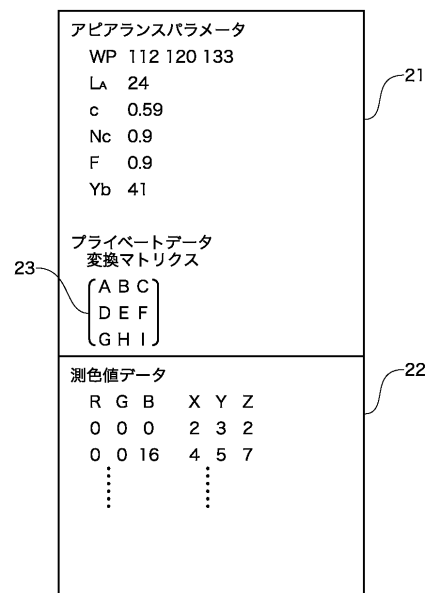 アピアランスパラメータ
WP 112 120 133
LA 24
c 0.59
Nc 0.9
F 0.9
Yb 41
21
プライベートデータ
変換マトリクス
23
A B C
D E F
G H I
測色値データ
22
R G B X Y Z
0 0 0 2 3 2
0 0 16 4 5 7